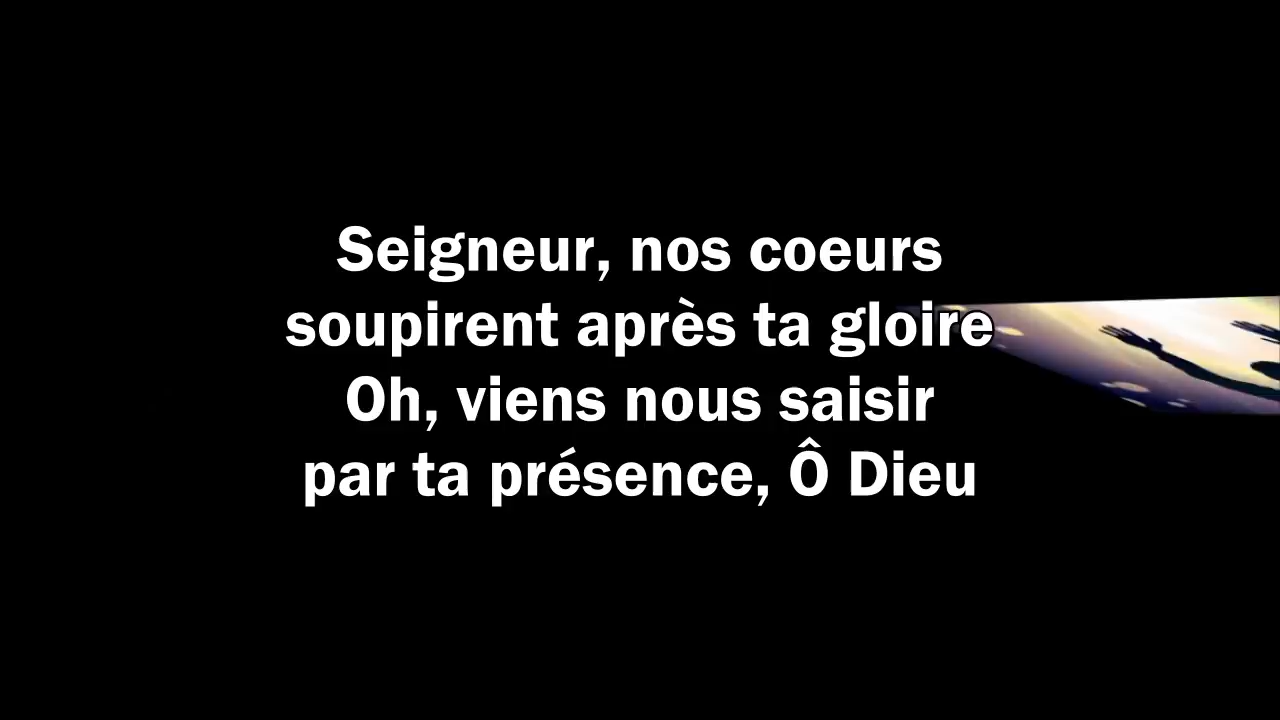 Seigneur, nos coeurs
soupirent après ta gloire
Oh, viens nous saisir
par ta présence, Ô Dieu